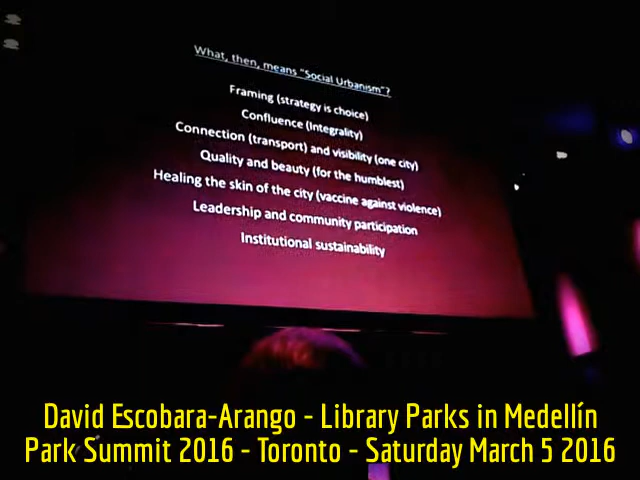 What, then, means "Social Urbanism"?
Framing (strategy is choice)
Confluence (Integrality)
Connection (transport) and visibility (one city)
Quality and beauty (for the humblest)
Healing the skin of the city (vaccine against violence)
Leadership and community participation
Institutional sustainability
David Escobara-Arango - Library Parks in Medellín
Park Summit 2016 - Toronto - Saturday March 5 2016